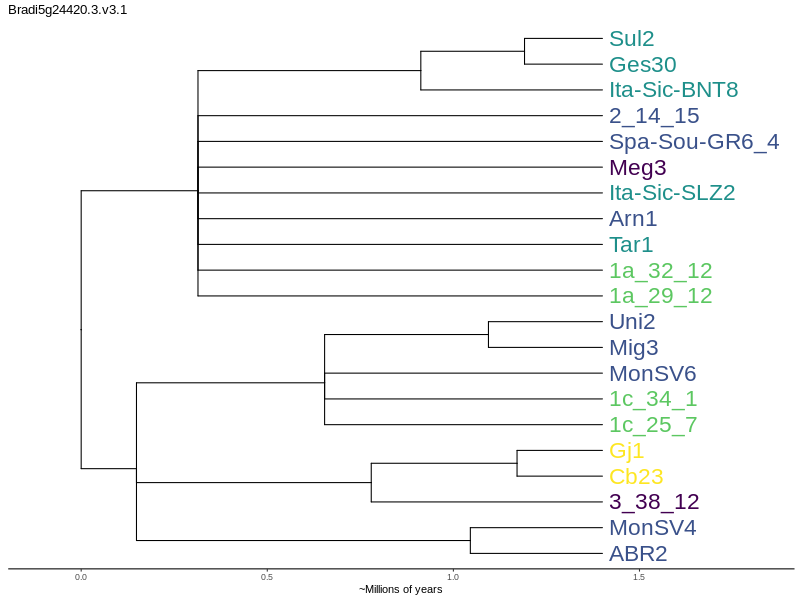 Bradi5g24420.3.v3.1
Sul2
Ges30
Ita-Sic-BNT8
2_14_15
Spa-Sou-GR6_4
Meg3
Ita-Sic-SLZ2
Arn1
Tar1
1a_32_12
1a_29_12
Uni2
Mig3
MonSV6
1c_34_1
1c_25_7
Gj1
Cb23
3_38_12
MonSV4
ABR2
0.0 0.5 1.0 1.5
~Millions of years